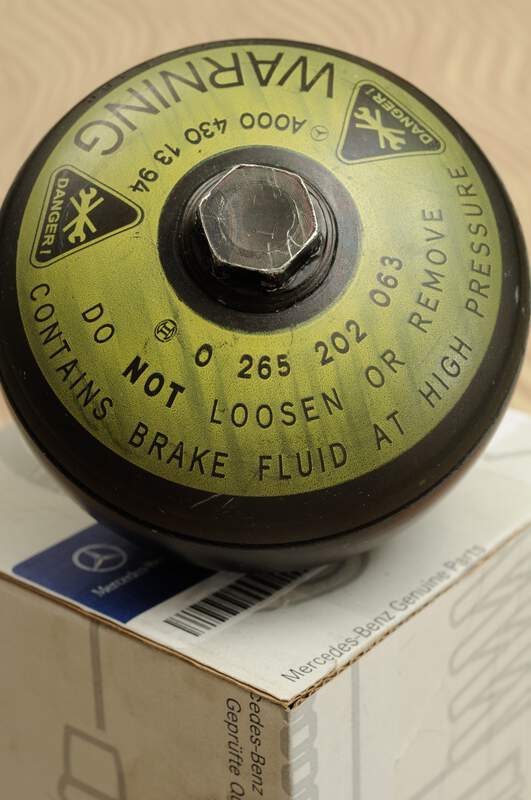 WARNING
A000 430 13 94
DANGER!
DANGER!
0 265 202 063
DO NOT LOOSEN OR REMOVE
CONTAINS BRAKE FLUID AT HIGH PRESSURE
Mercedes
Mercedes-Benz Genuine Parts
cedes-Benz
Geprüfte